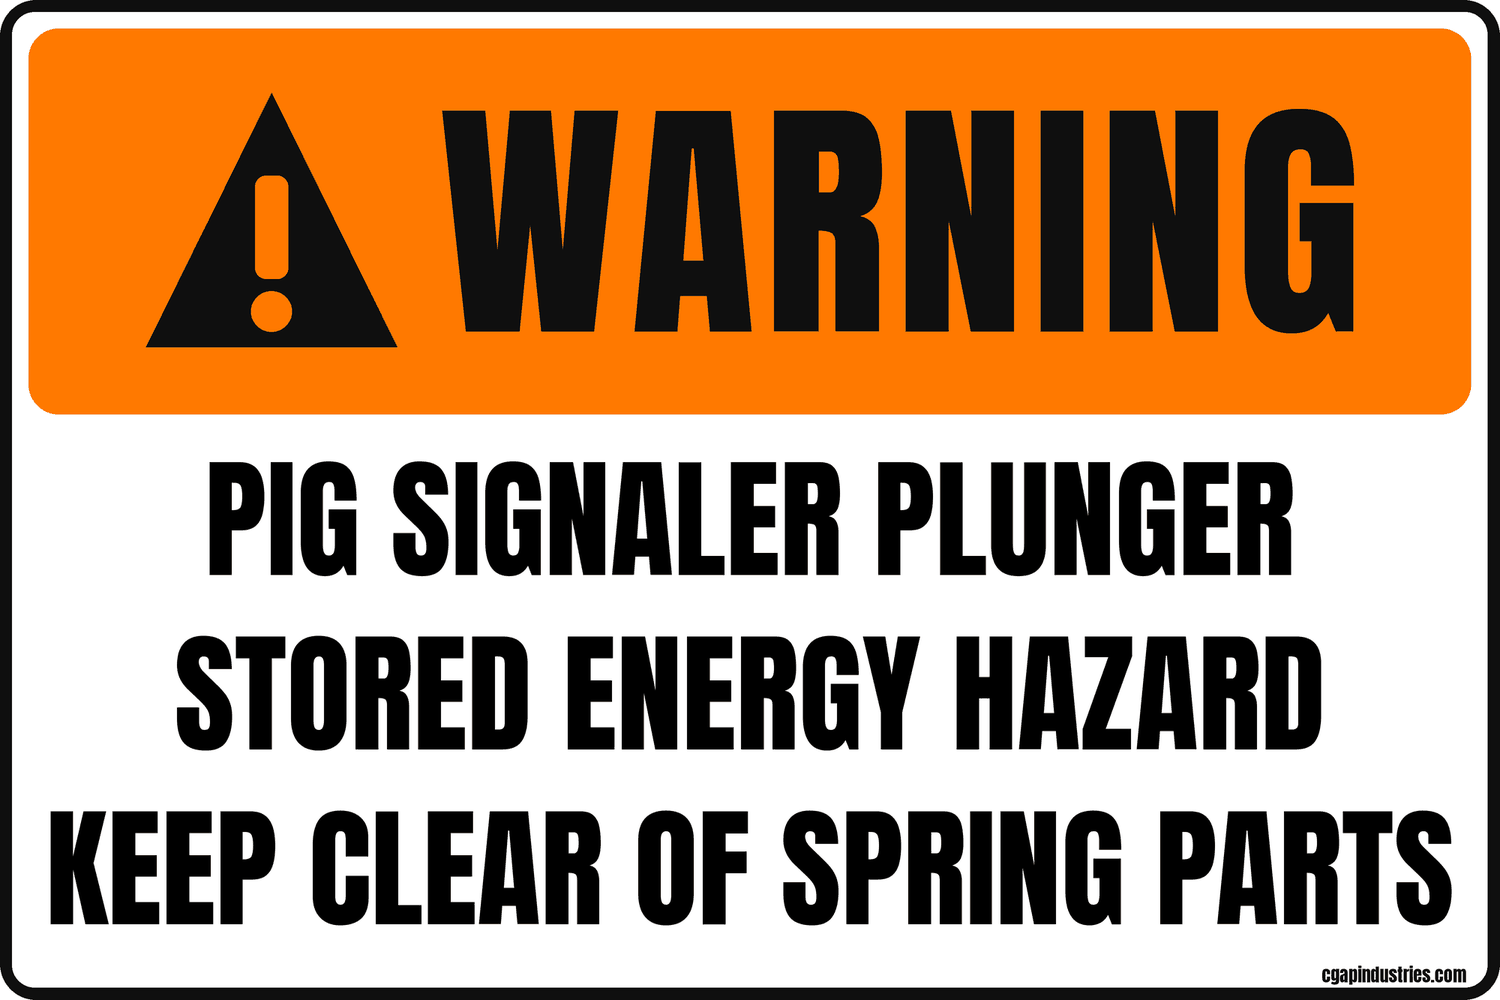 WARNING
PIG SIGNALER PLUNGER
STORED ENERGY HAZARD
KEEP CLEAR OF SPRING PARTS
cgapindustries.com